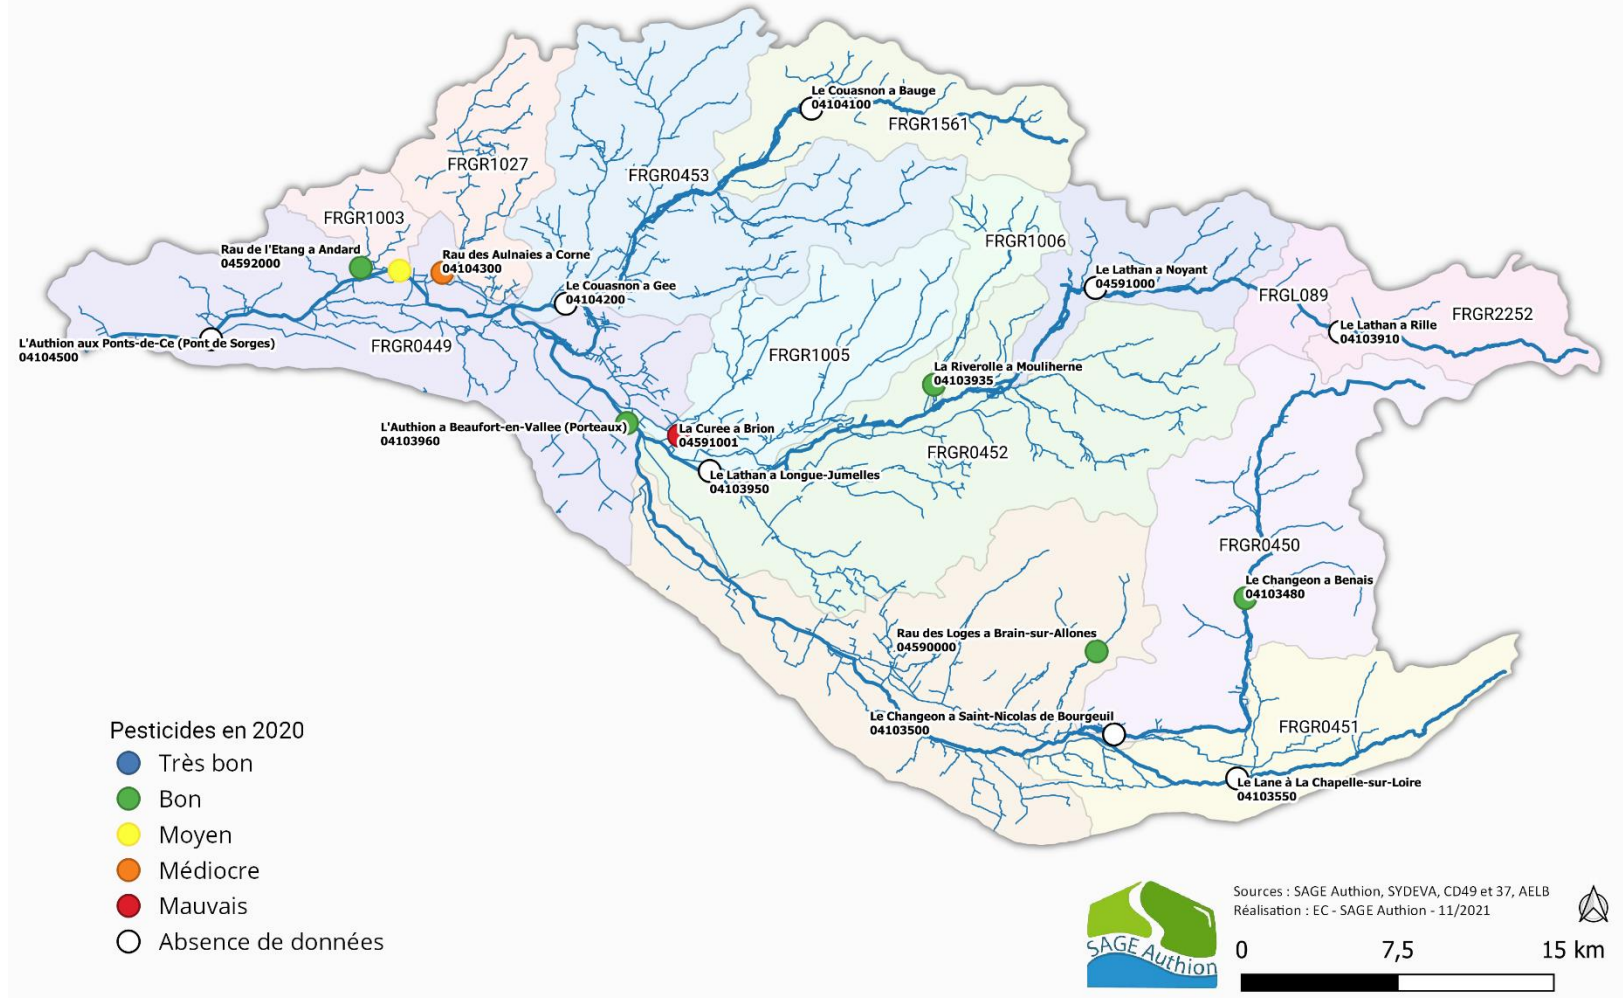 Le Couasnon a Bauge
04104100
FRGR1561
FRGR1027
FRGR0453
FRGR1003
Rau de l'Etang a Andard
04592000
Rau des Aulnaies a Corne
04104300
FRGR1006
Le Couasnon a Gee
04104200
Le Lathan a Noyant
04591000
FRGL089
FRGR2252
Le Lathan a Rille
04103910
L'Authion aux Ponts-de-Ce (Pont de Sorges)
04104500
FRGR0449
FRGR1005
La Riverolle a Mouliherne
04103935
L'Authion a Beaufort-en-Vallee (Porteaux)
04103960
La Curee a Brion
04591001
FRGR0452
Le Lathan a Longue-Jumelles
04103950
FRGR0450
Le Changeon a Benais
04103480
Rau des Loges a Brain-sur-Allones
04590000
Le Changeon a Saint-Nicolas de Bourgeuil
04103500
FRGR0451
Le Lane à La Chapelle-sur-Loire
04103550
Pesticides en 2020
Très bon
Bon
Moyen
Médiocre
Mauvais
Absence de données
SAGE Authion
Sources : SAGE Authion, SYDEVA, CD49 et 37, AELB
Réalisation : EC - SAGE Authion - 11/2021
0 7,5 15 km